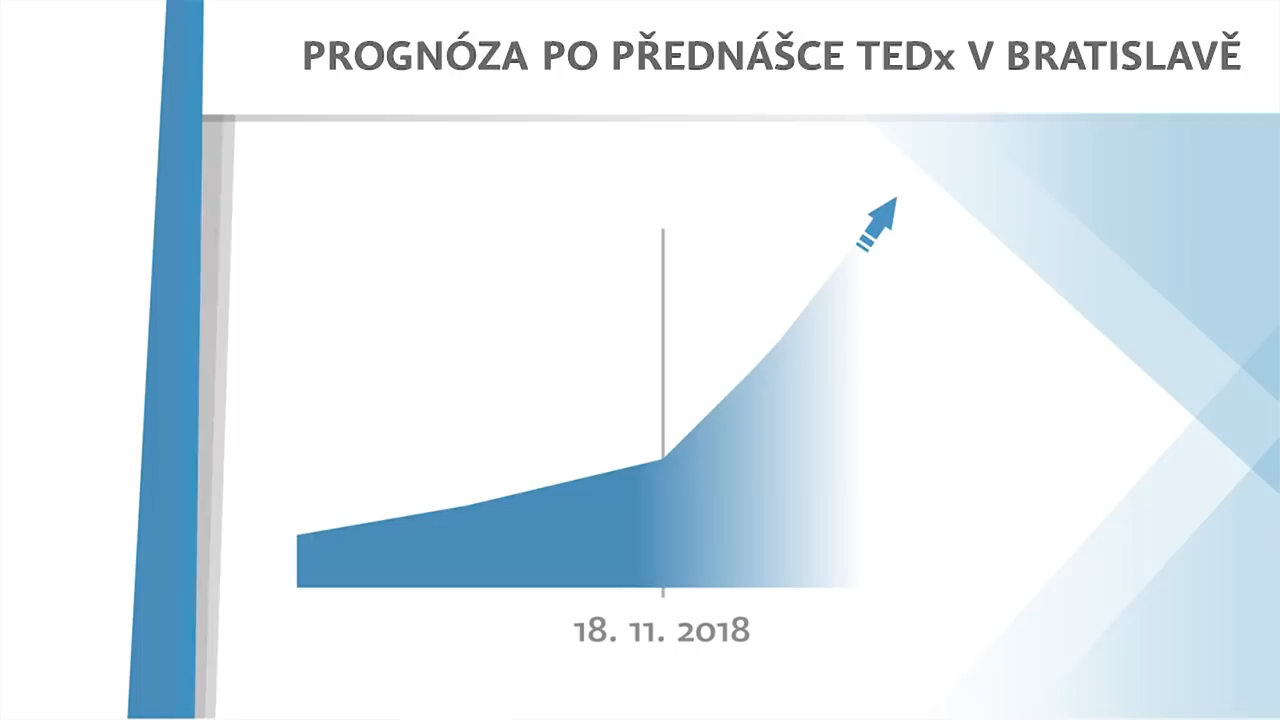 PROGNÓZA PO PŘEDNÁŠCE TEDx V BRATISLAVĚ
18. 11. 2018